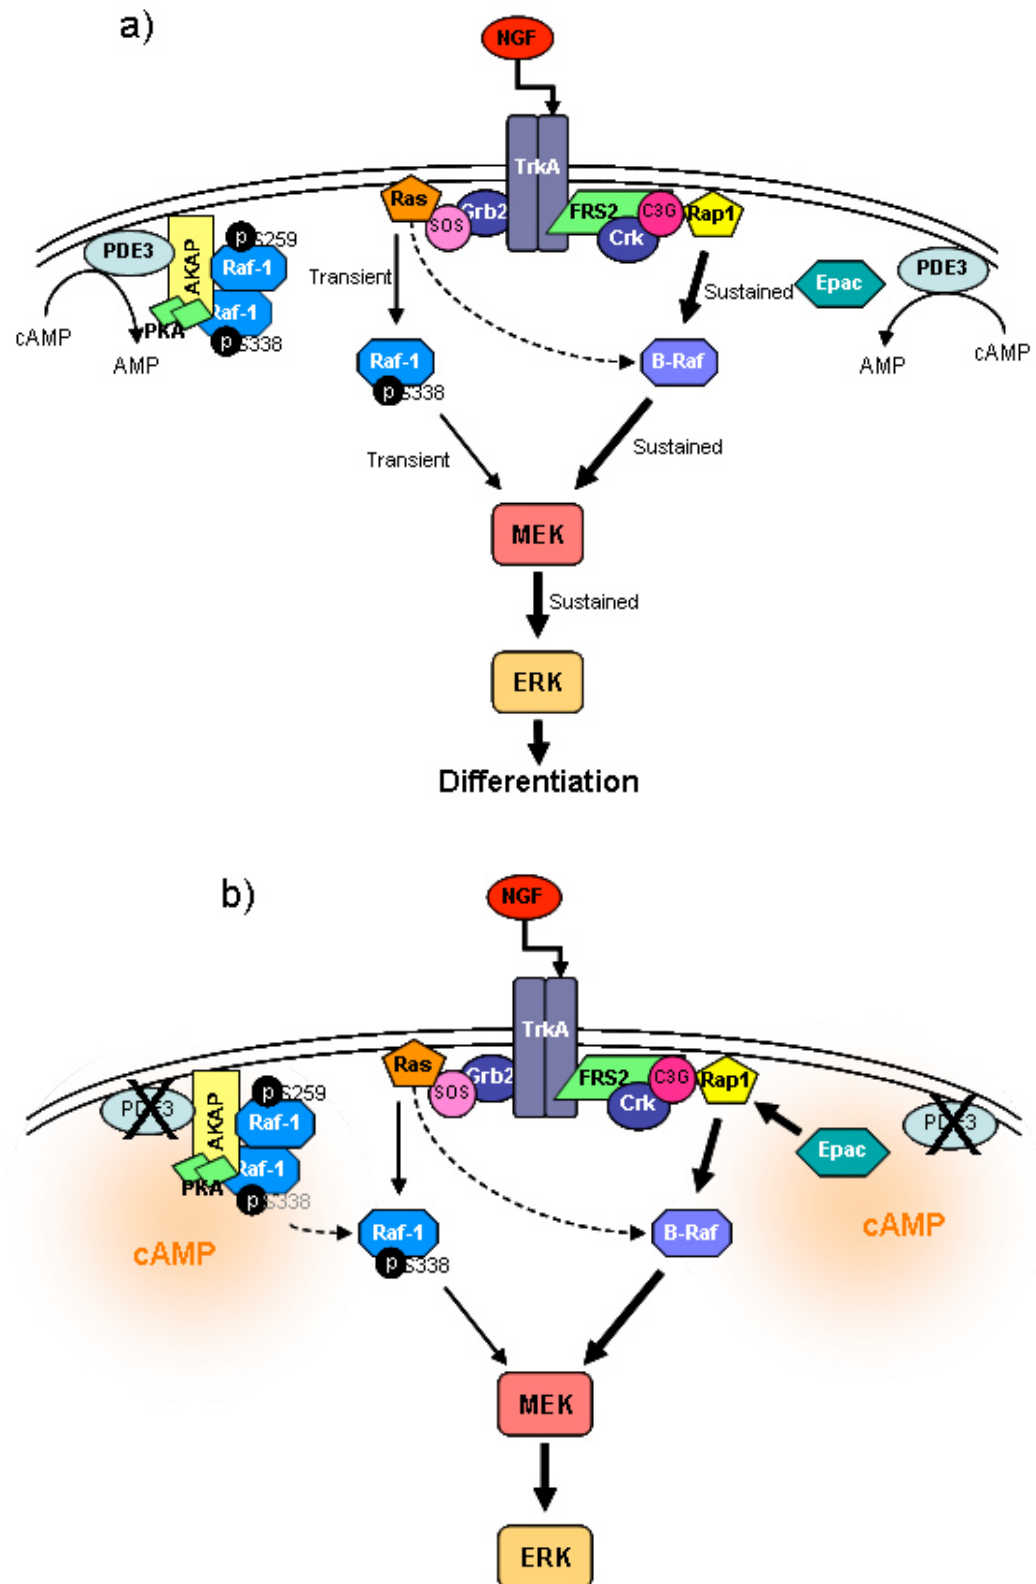 a)
NGF
TrkA
Ras
SOS
Grb2
FRS2
Crk
C3G
Rap1
PDE3
AKAP
p S259
Raf-1
Raf-1
PKA
p S338
cAMP
AMP
Transient
Sustained
Epac
PDE3
AMP
cAMP
Raf-1
p S338
B-Raf
Transient
Sustained
MEK
Sustained
ERK
Differentiation
b)
NGF
TrkA
Ras
SOS
Grb2
FRS2
Crk
C3G
Rap1
PDE3
AKAP
p S259
Raf-1
Raf-1
PKA
p S338
cAMP
Epac
PDE3
cAMP
Raf-1
p S338
B-Raf
MEK
ERK